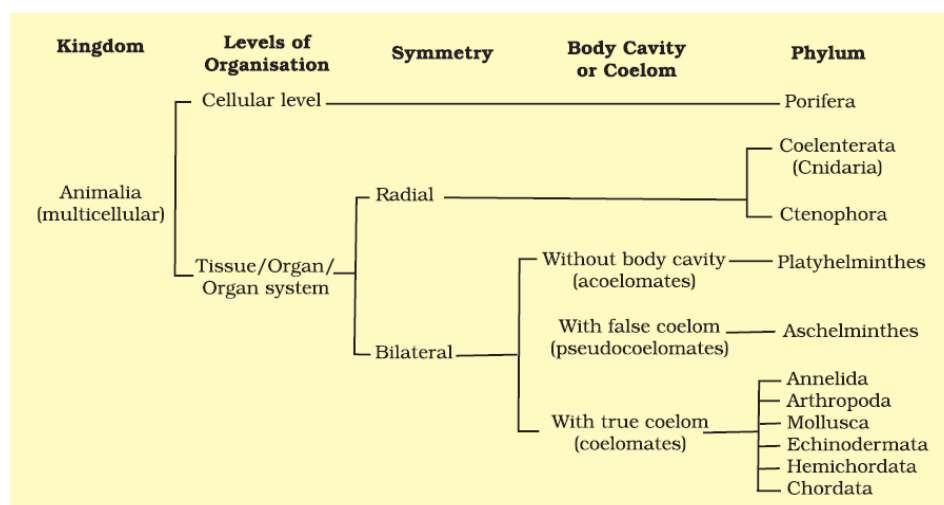 Kingdom
Levels of
Organisation
Symmetry
Body Cavity
or Coelom
Phylum
Cellular level
Porifera
Animalia
(multicellular)
Tissue/Organ/
Organ system
Radial
Coelenterata
(Cnidaria)
Ctenophora
Bilateral
Without body cavity
(acoelomates)
Platyhelminthes
With false coelom
(pseudocoelomates)
Aschelminthes
With true coelom
(coelomates)
Annelida
Arthropoda
Mollusca
Echinodermata
Hemichordata
Chordata